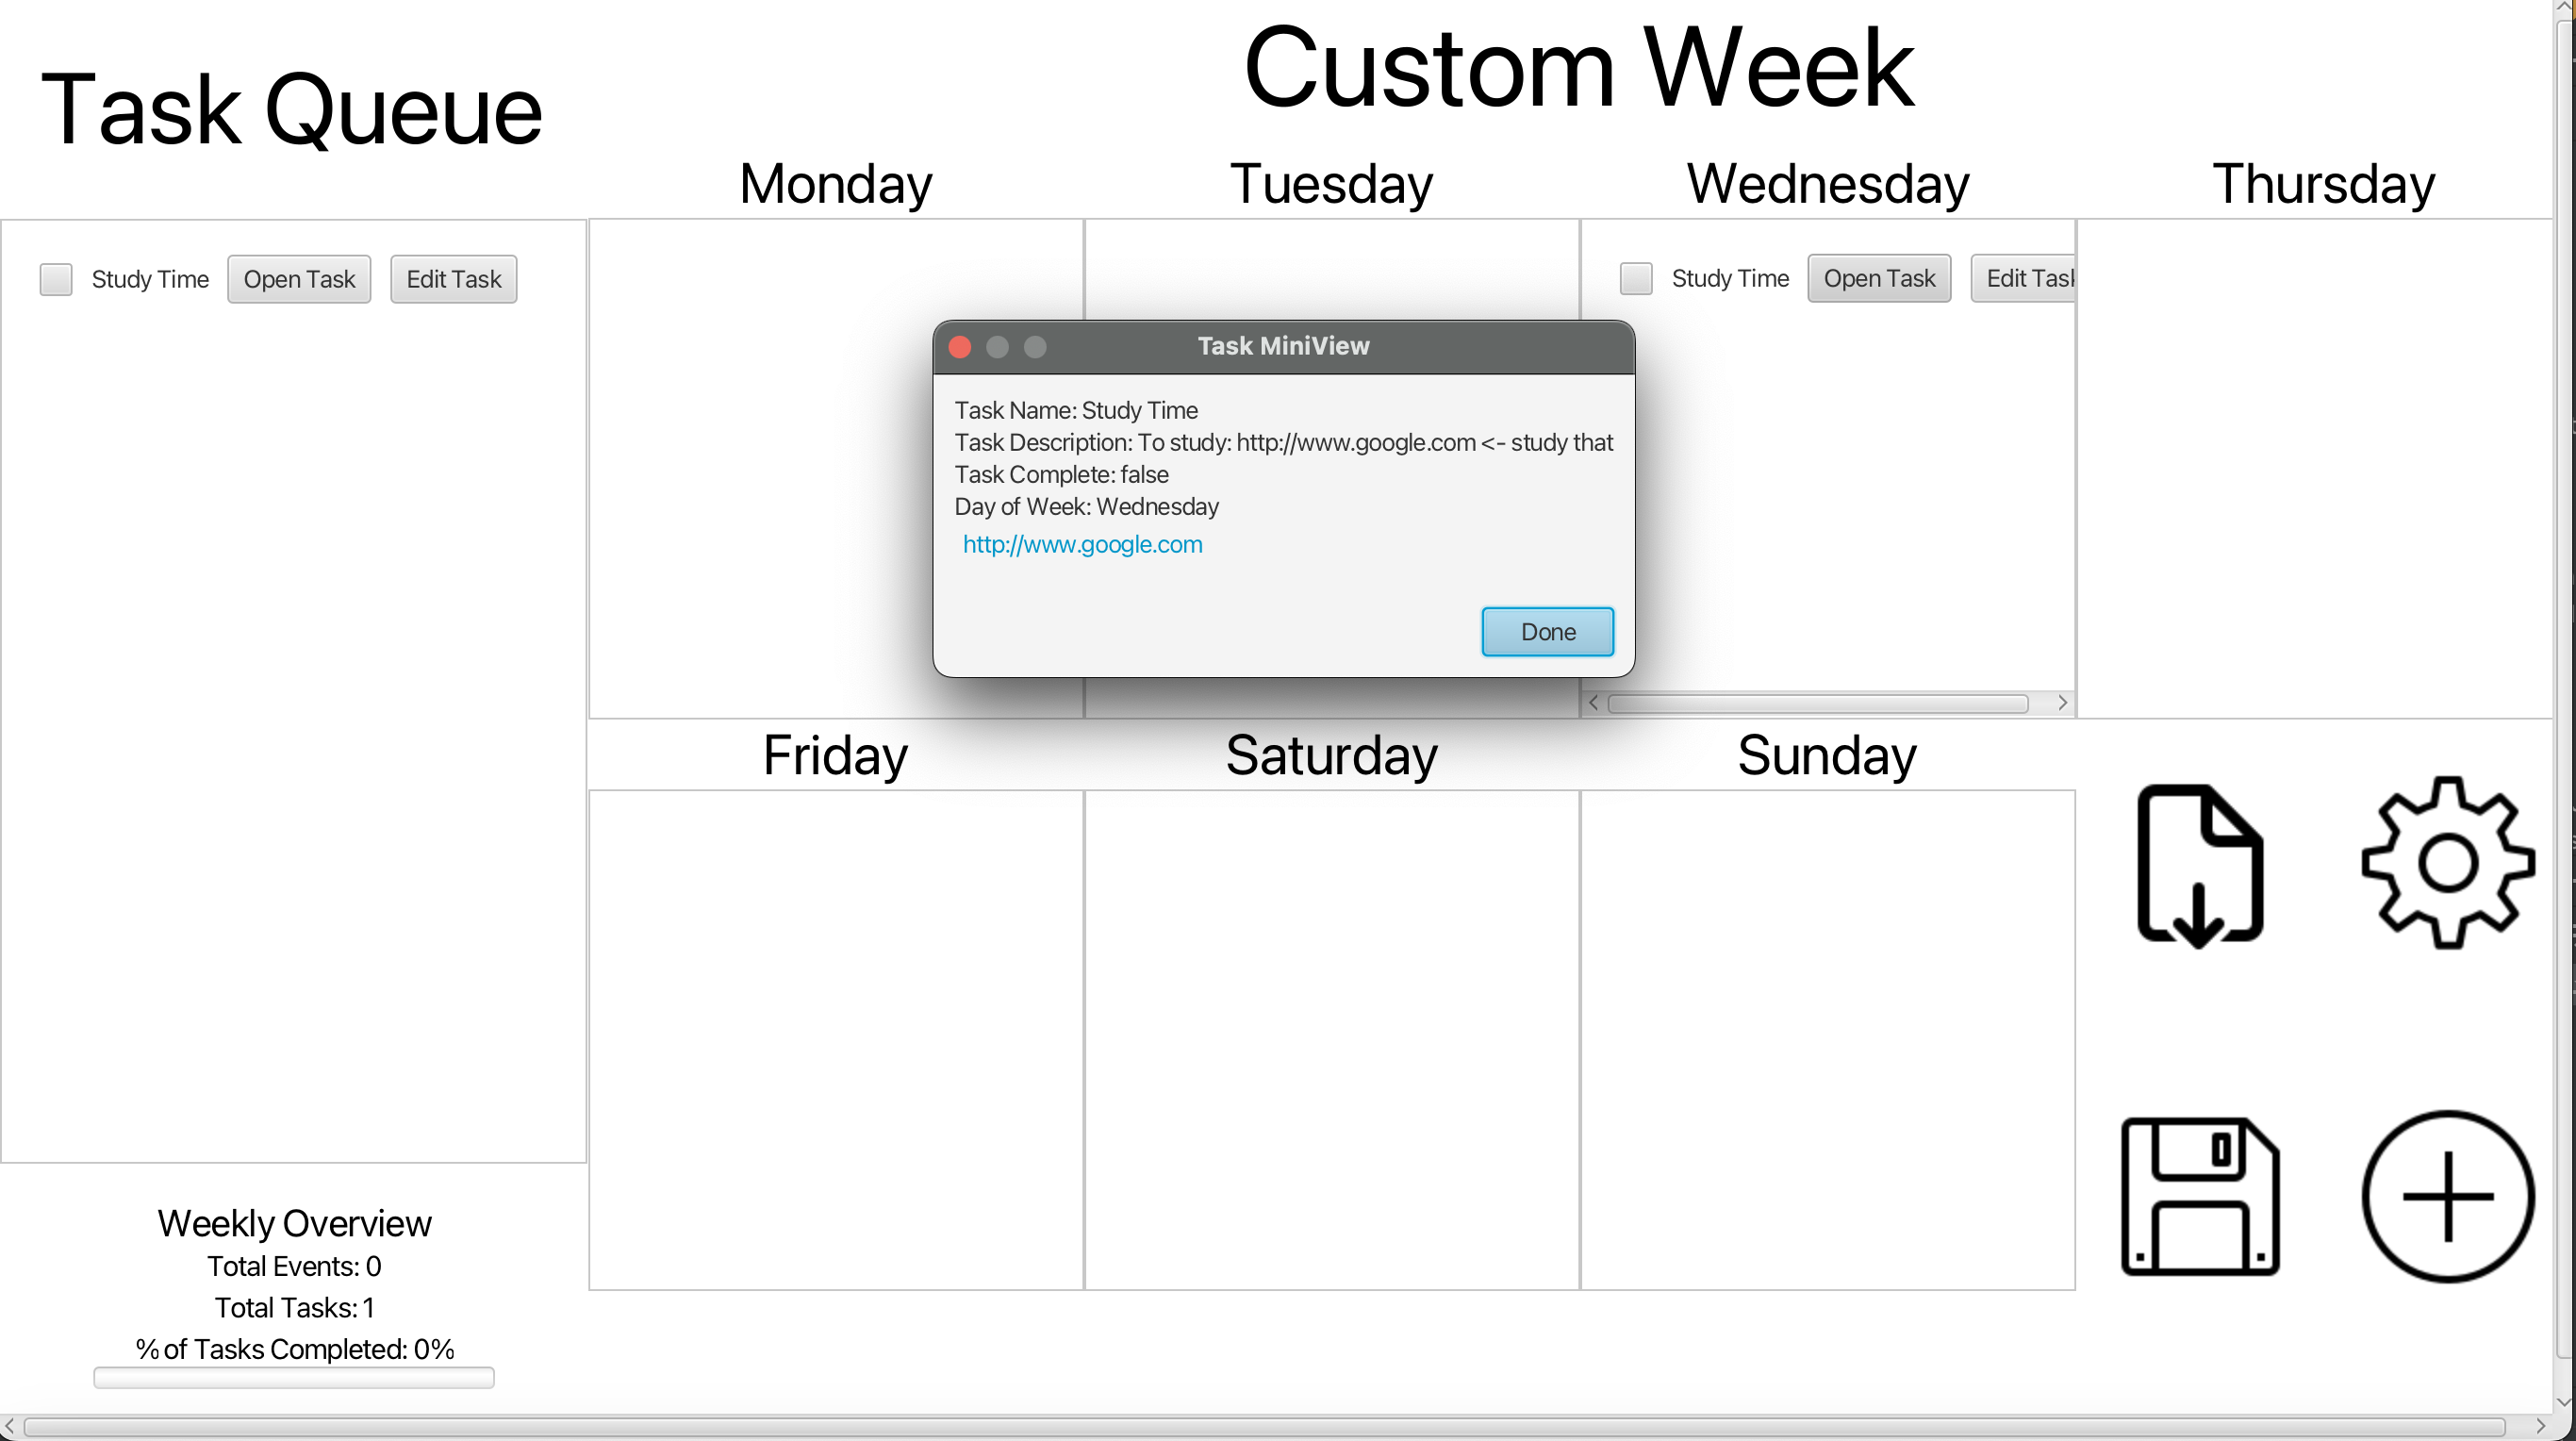 Custom Week
Task Queue
Monday
Tuesday
Wednesday
Thursday
Study Time
Open Task
Edit Task
Study Time
Open Task
Edit Task
Task MiniView
Task Name: Study Time
Task Description: To study: http://www.google.com <- study that
Task Complete: false
Day of Week: Wednesday
http://www.google.com
Done
Friday
Saturday
Sunday
Weekly Overview
Total Events: 0
Total Tasks: 1
% of Tasks Completed: 0%